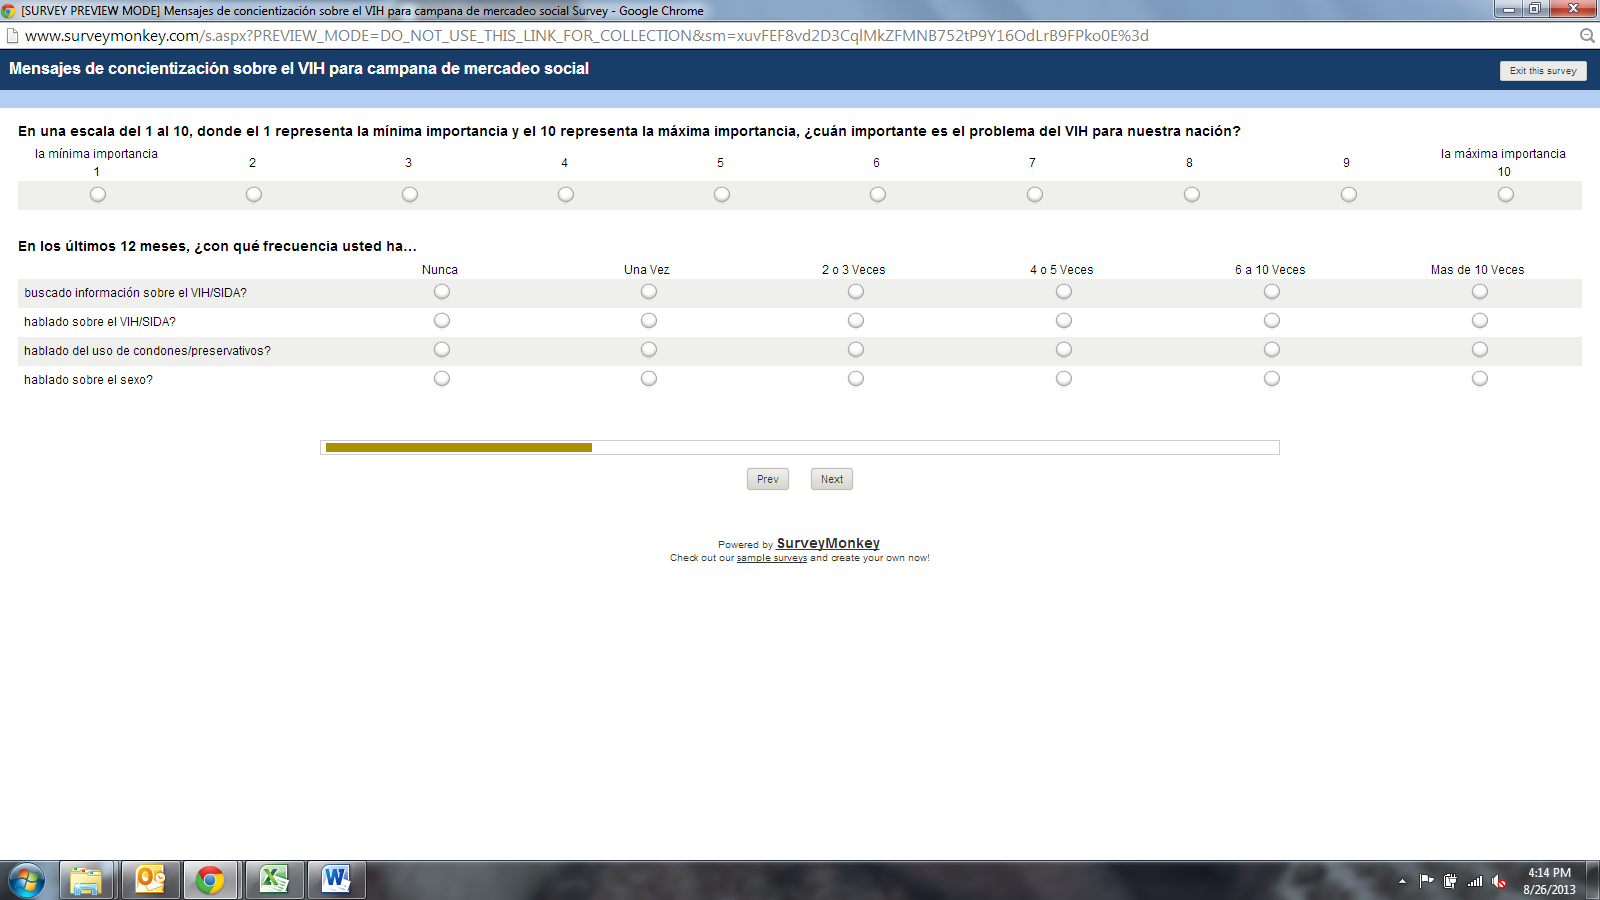 [SURVEY PREVIEW MODE] Mensajes de concientización sobre el VIH para campana de mercadeo social Survey - Google Chrome
www.surveymonkey.com/s.aspx?PREVIEW_MODE=DO_NOT_USE_THIS_LINK_FOR_COLLECTION&sm=xuvFEF8vd2D3CqlMkZFMNB752tP9Y16OdLrB9FPko0E%3d
Mensajes de concientización sobre el VIH para campana de mercadeo social
Exit this survey
En una escala del 1 al 10, donde el 1 representa la mínima importancia y el 10 representa la máxima importancia, ¿cuán importante es el problema del VIH para nuestra nación?
la mínima importancia 1 2 3 4 5 6 7 8 9 la máxima importancia 10
En los últimos 12 meses, ¿con qué frecuencia usted ha...
Nunca Una Vez 2 o 3 Veces 4 o 5 Veces 6 a 10 Veces Mas de 10 Veces
buscado información sobre el VIH/SIDA?
hablado sobre el VIH/SIDA?
hablado del uso de condones/preservativos?
hablado sobre el sexo?
Prev Next
Powered by SurveyMonkey
Check out our sample surveys and create your own now!
4:14 PM
8/26/2013